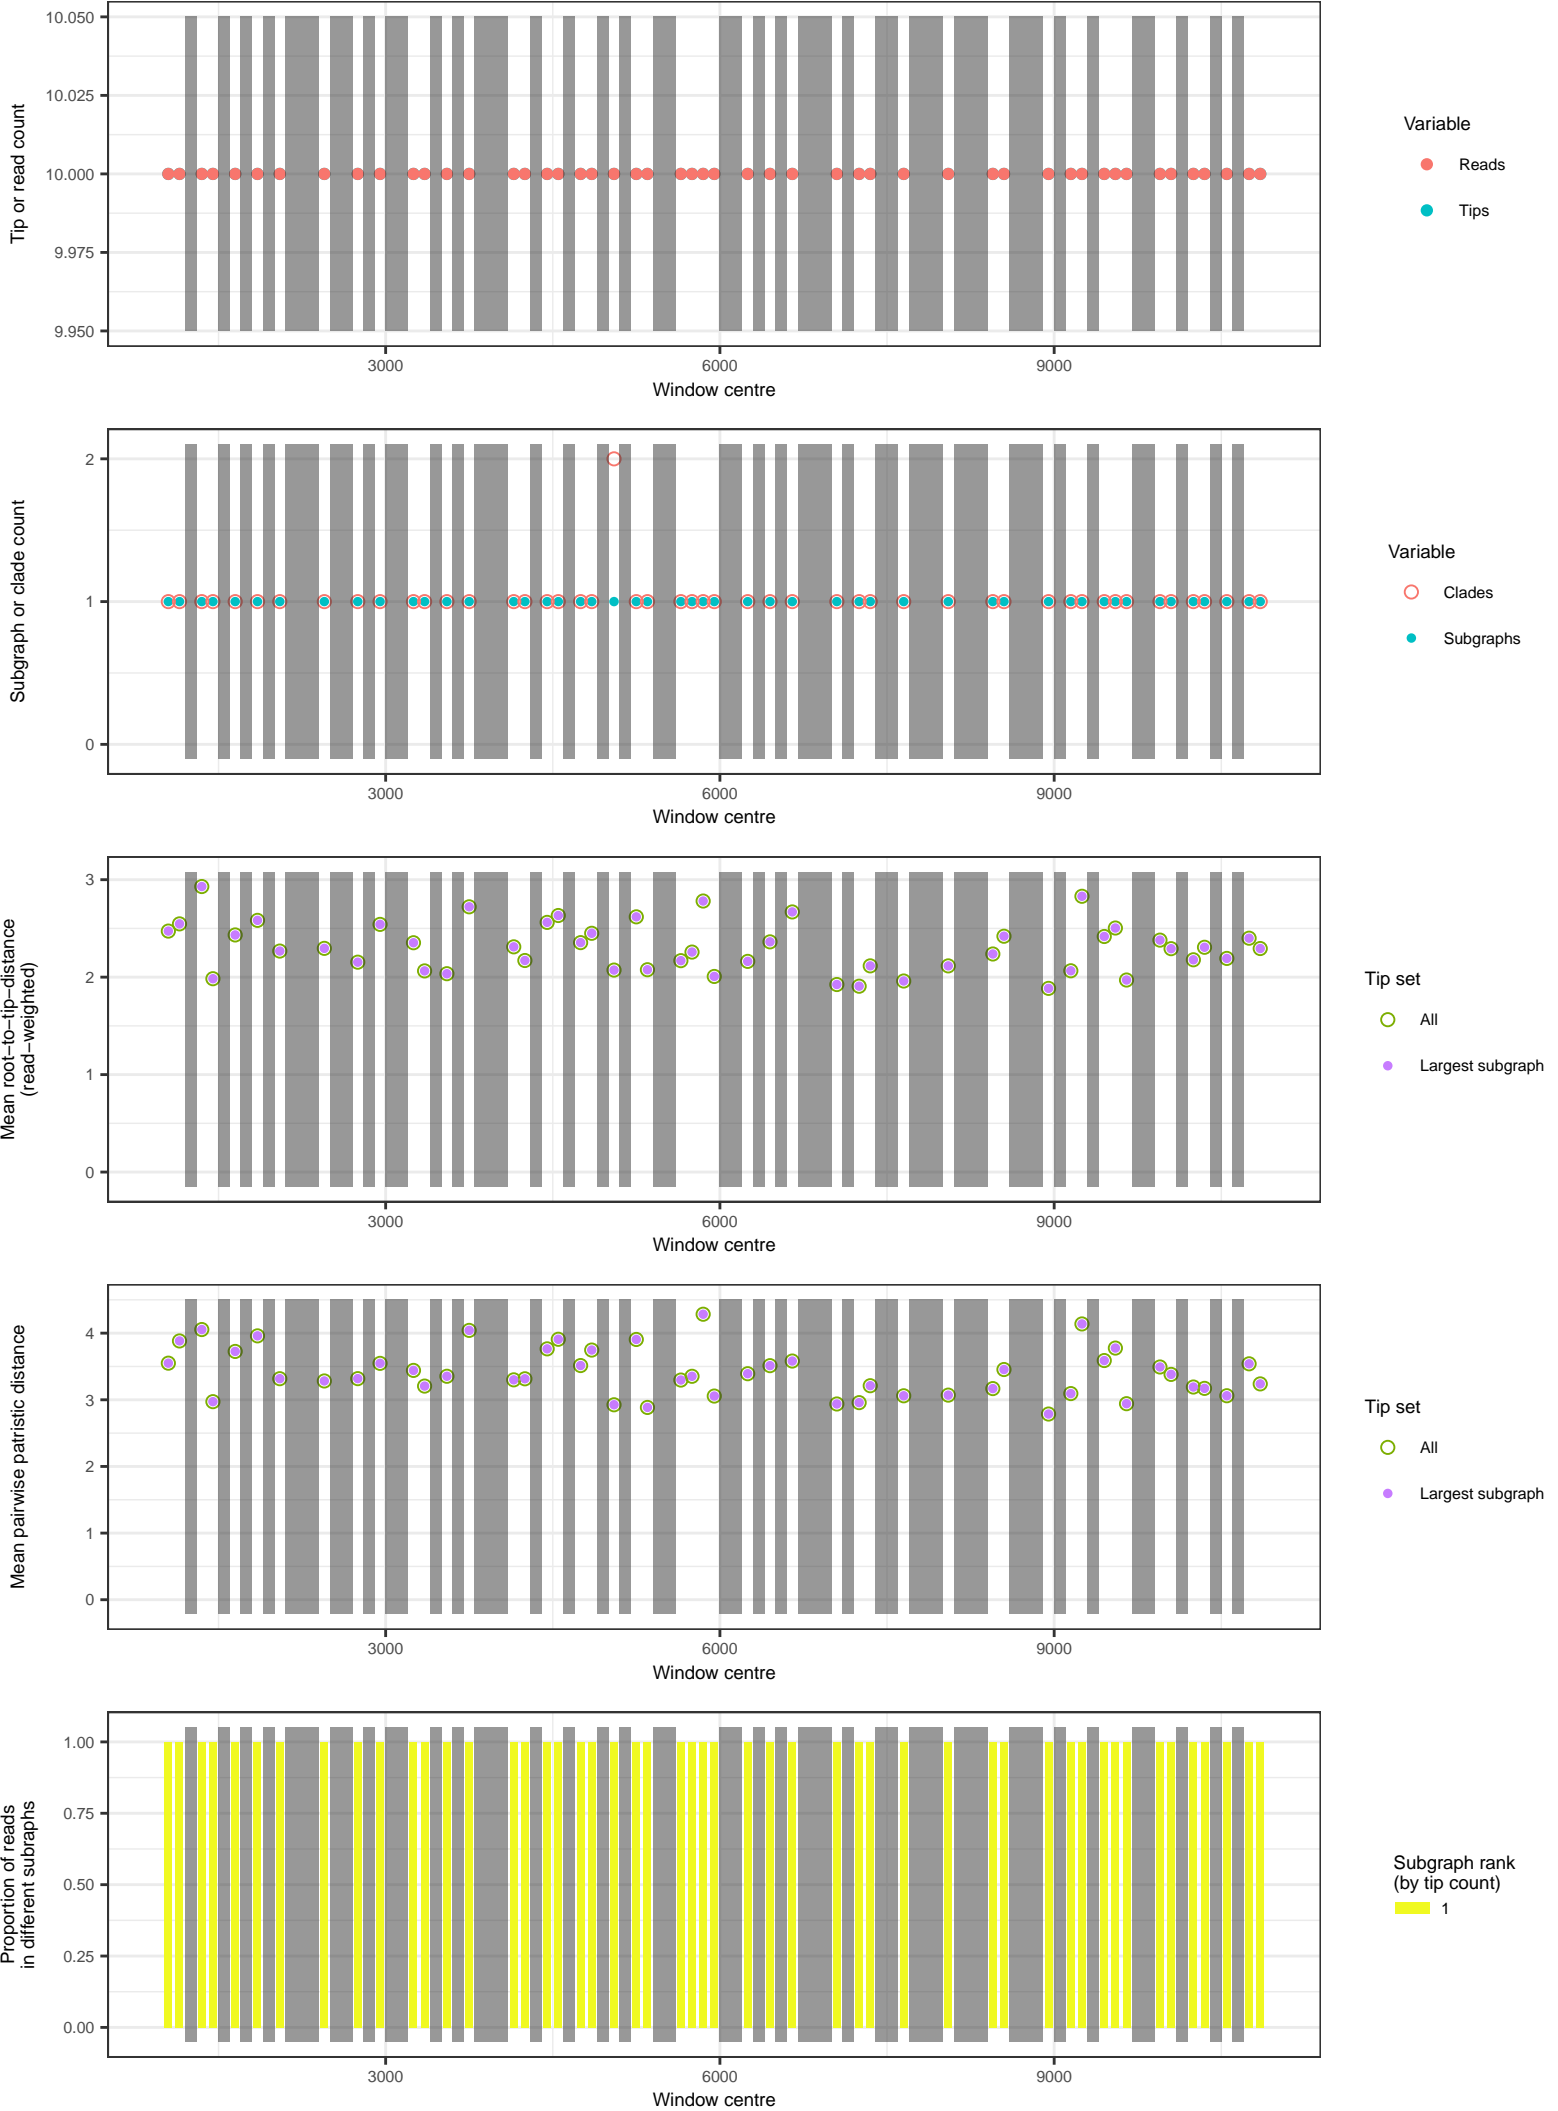 10.050
10.025
10.000
9.975
9.950
Tip or read count
3000
6000
9000
Window centre
Variable
Reads
Tips
2
1
0
Subgraph or clade count
3000
6000
9000
Window centre
Variable
Clades
Subgraphs
3
2
1
0
Mean root−to−tip−distance
(read−weighted)
3000
6000
9000
Window centre
Tip set
All
Largest subgraph
4
3
2
1
0
Mean pairwise patristic distance
3000
6000
9000
Window centre
Tip set
All
Largest subgraph
1.00
0.75
0.50
0.25
0.00
Proportion of reads
in different subraphs
3000
6000
9000
Window centre
Subgraph rank
(by tip count)
1